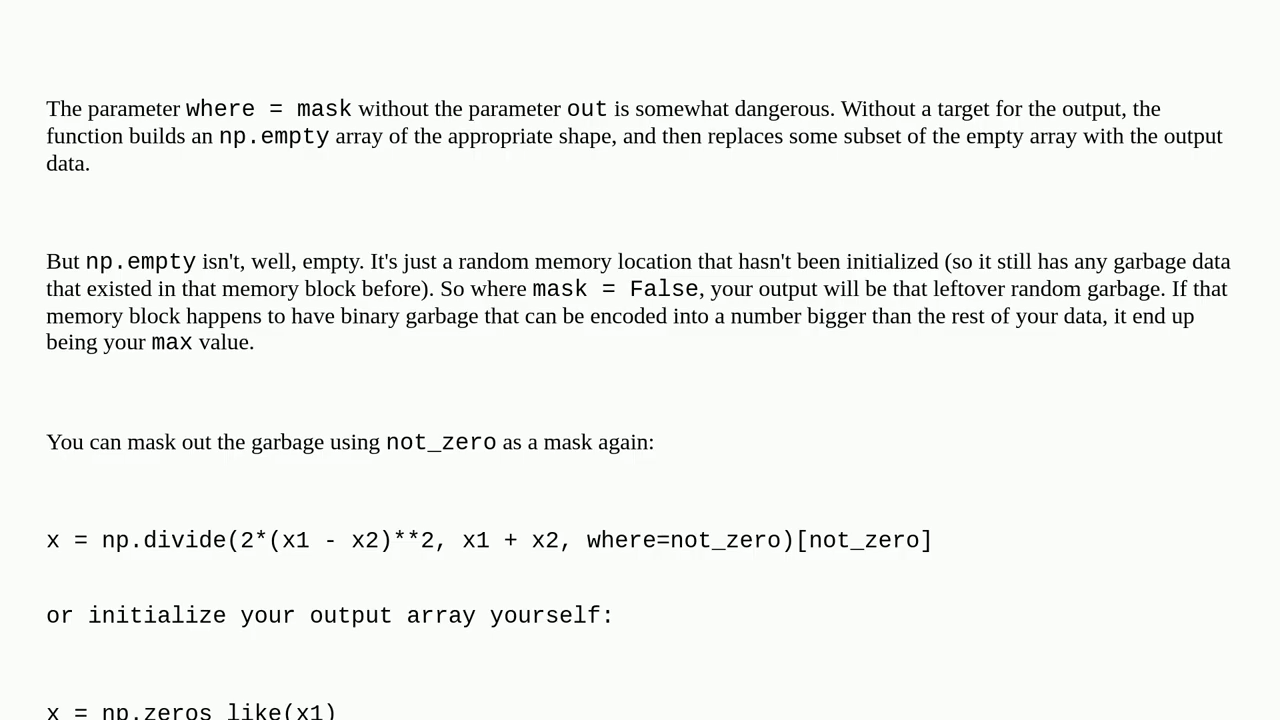 The parameter where = mask without the parameter out is somewhat dangerous. Without a target for the output, the
function builds an np.empty array of the appropriate shape, and then replaces some subset of the empty array with the output
data.
But np.empty isn't, well, empty. It's just a random memory location that hasn't been initialized (so it still has any garbage data
that existed in that memory block before). So where mask = False, your output will be that leftover random garbage. If that
memory block happens to have binary garbage that can be encoded into a number bigger than the rest of your data, it end up
being your max value.
You can mask out the garbage using not_zero as a mask again:
x = np.divide(2*(x1 - x2)**2, x1 + x2, where=not_zero)[not_zero]
or initialize your output array yourself:
x = np.zeros_like(x1)